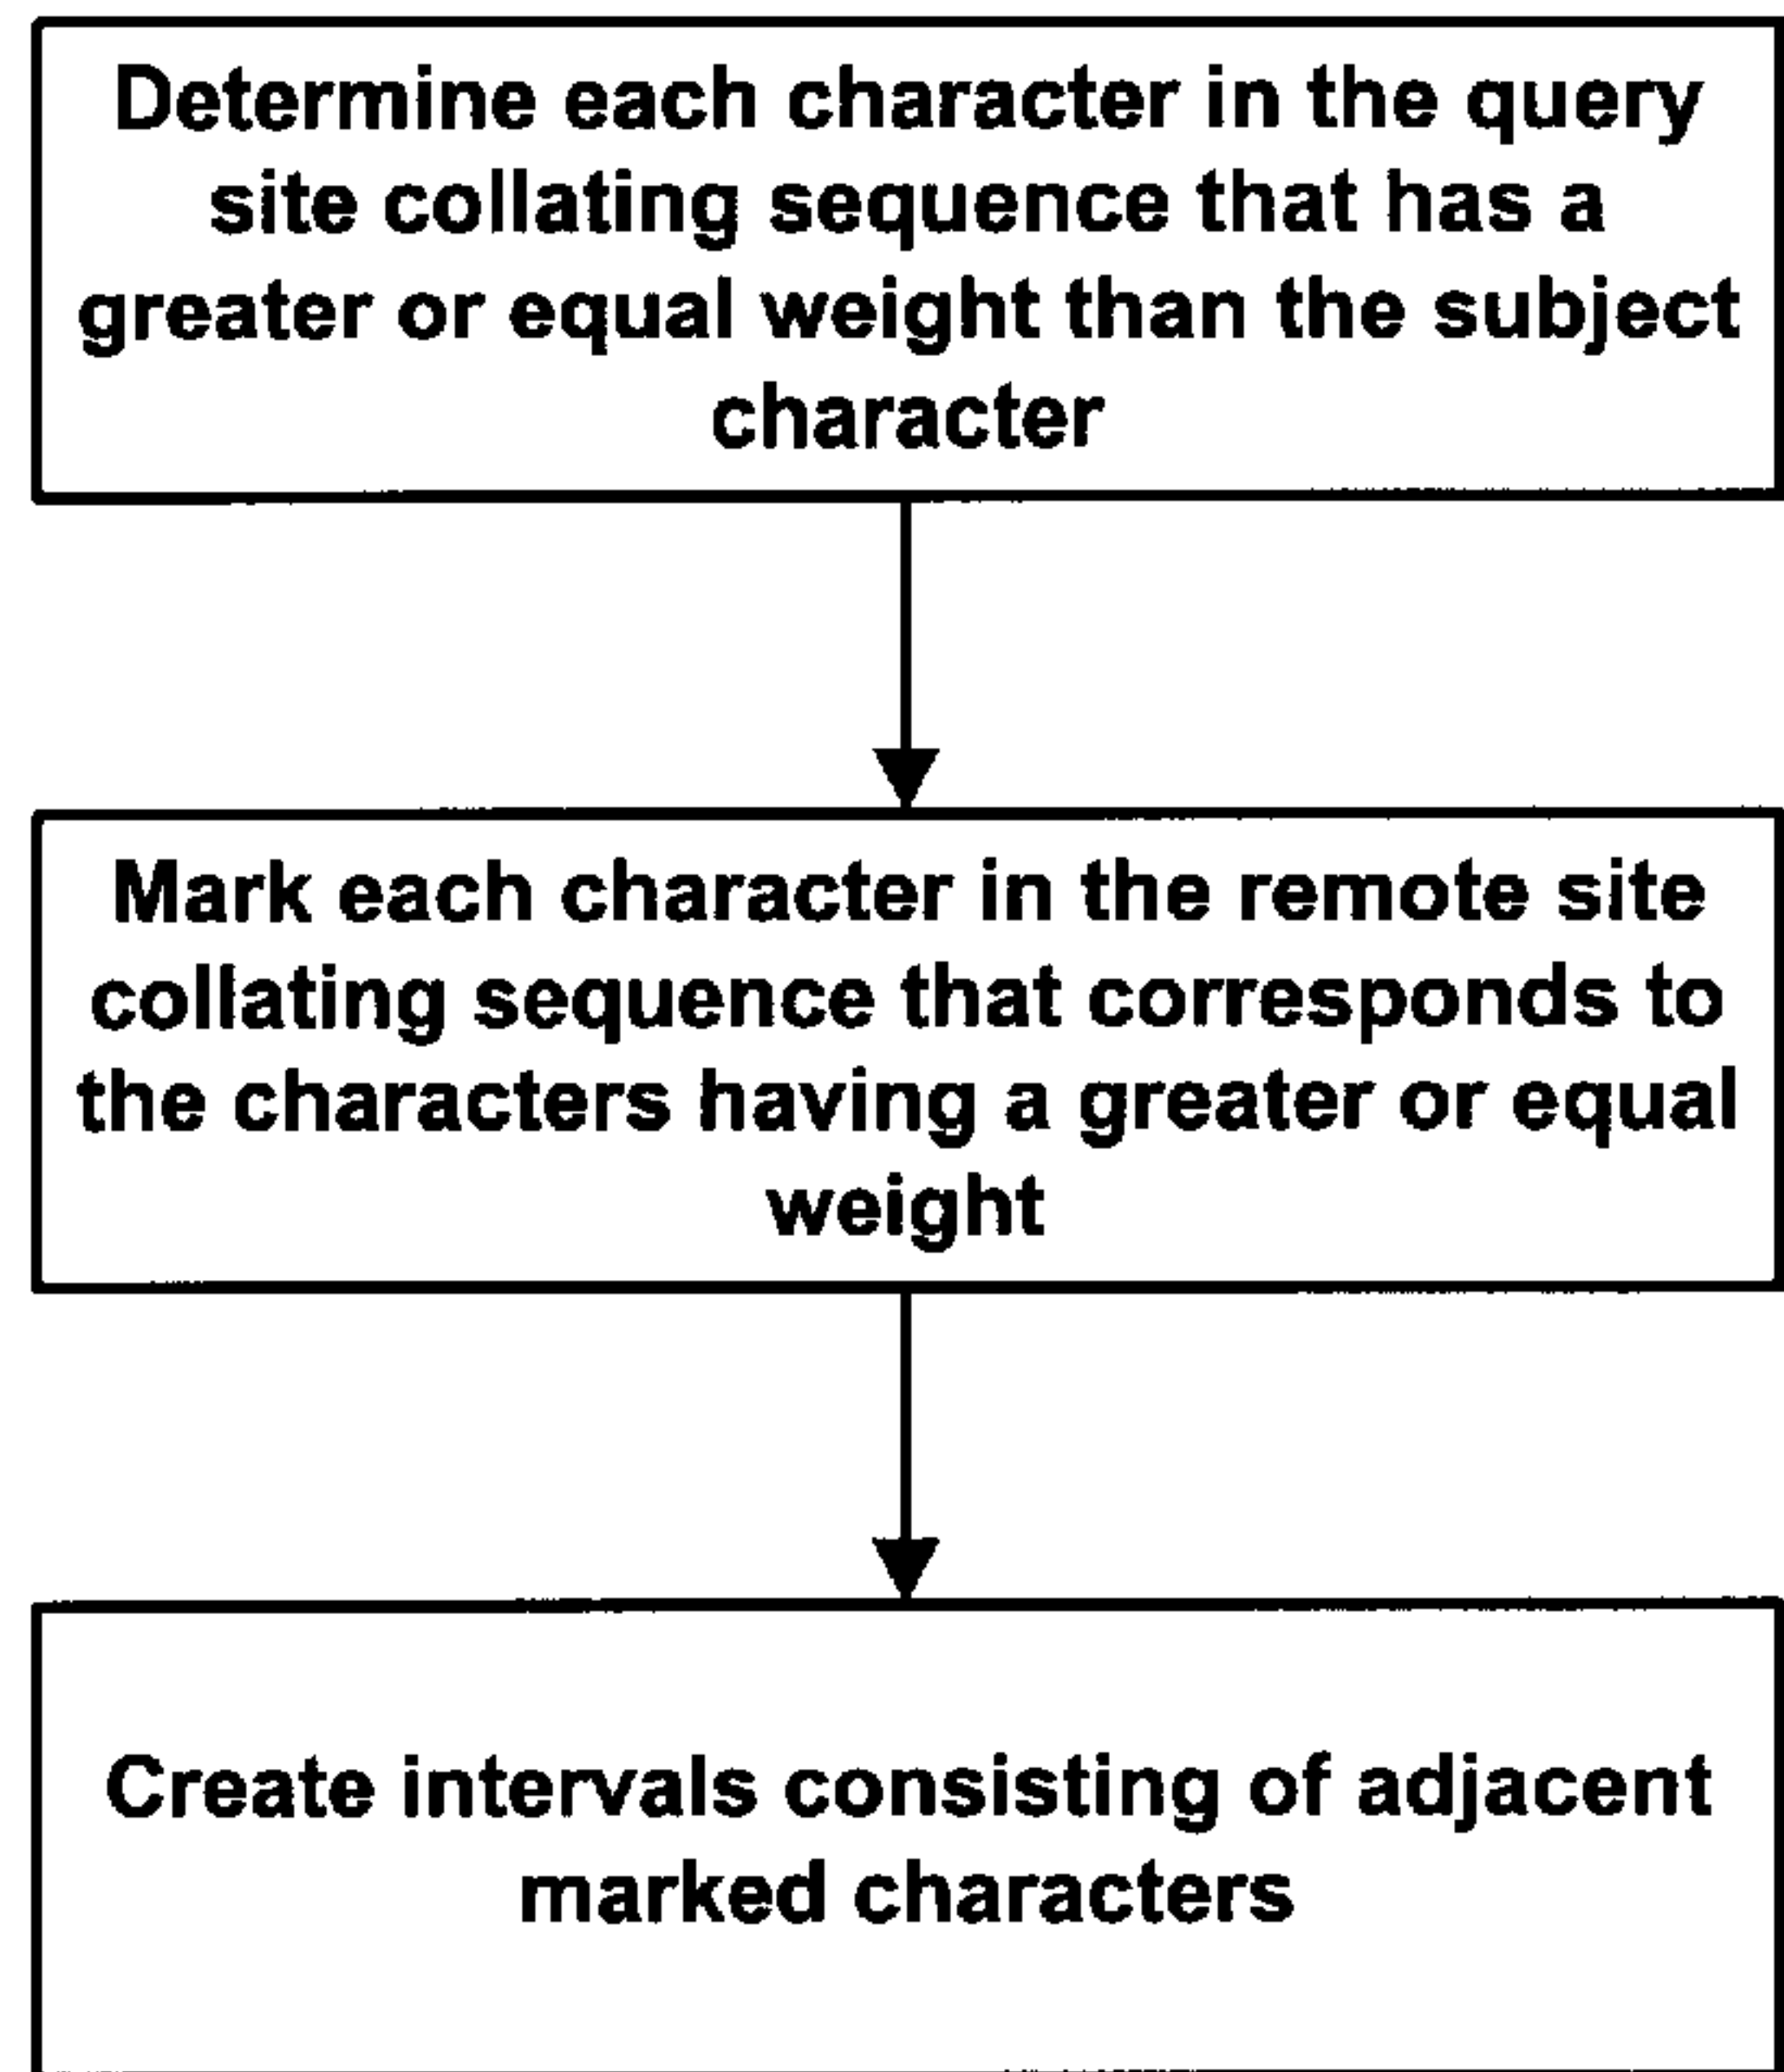 Determine each character in the query
site collating sequence that has a
greater or equal weight than the subject
character
Mark each character in the remote site
collating sequence that corresponds to
the characters having a greater or equal
weight
Create intervals consisting of adjacent
marked characters